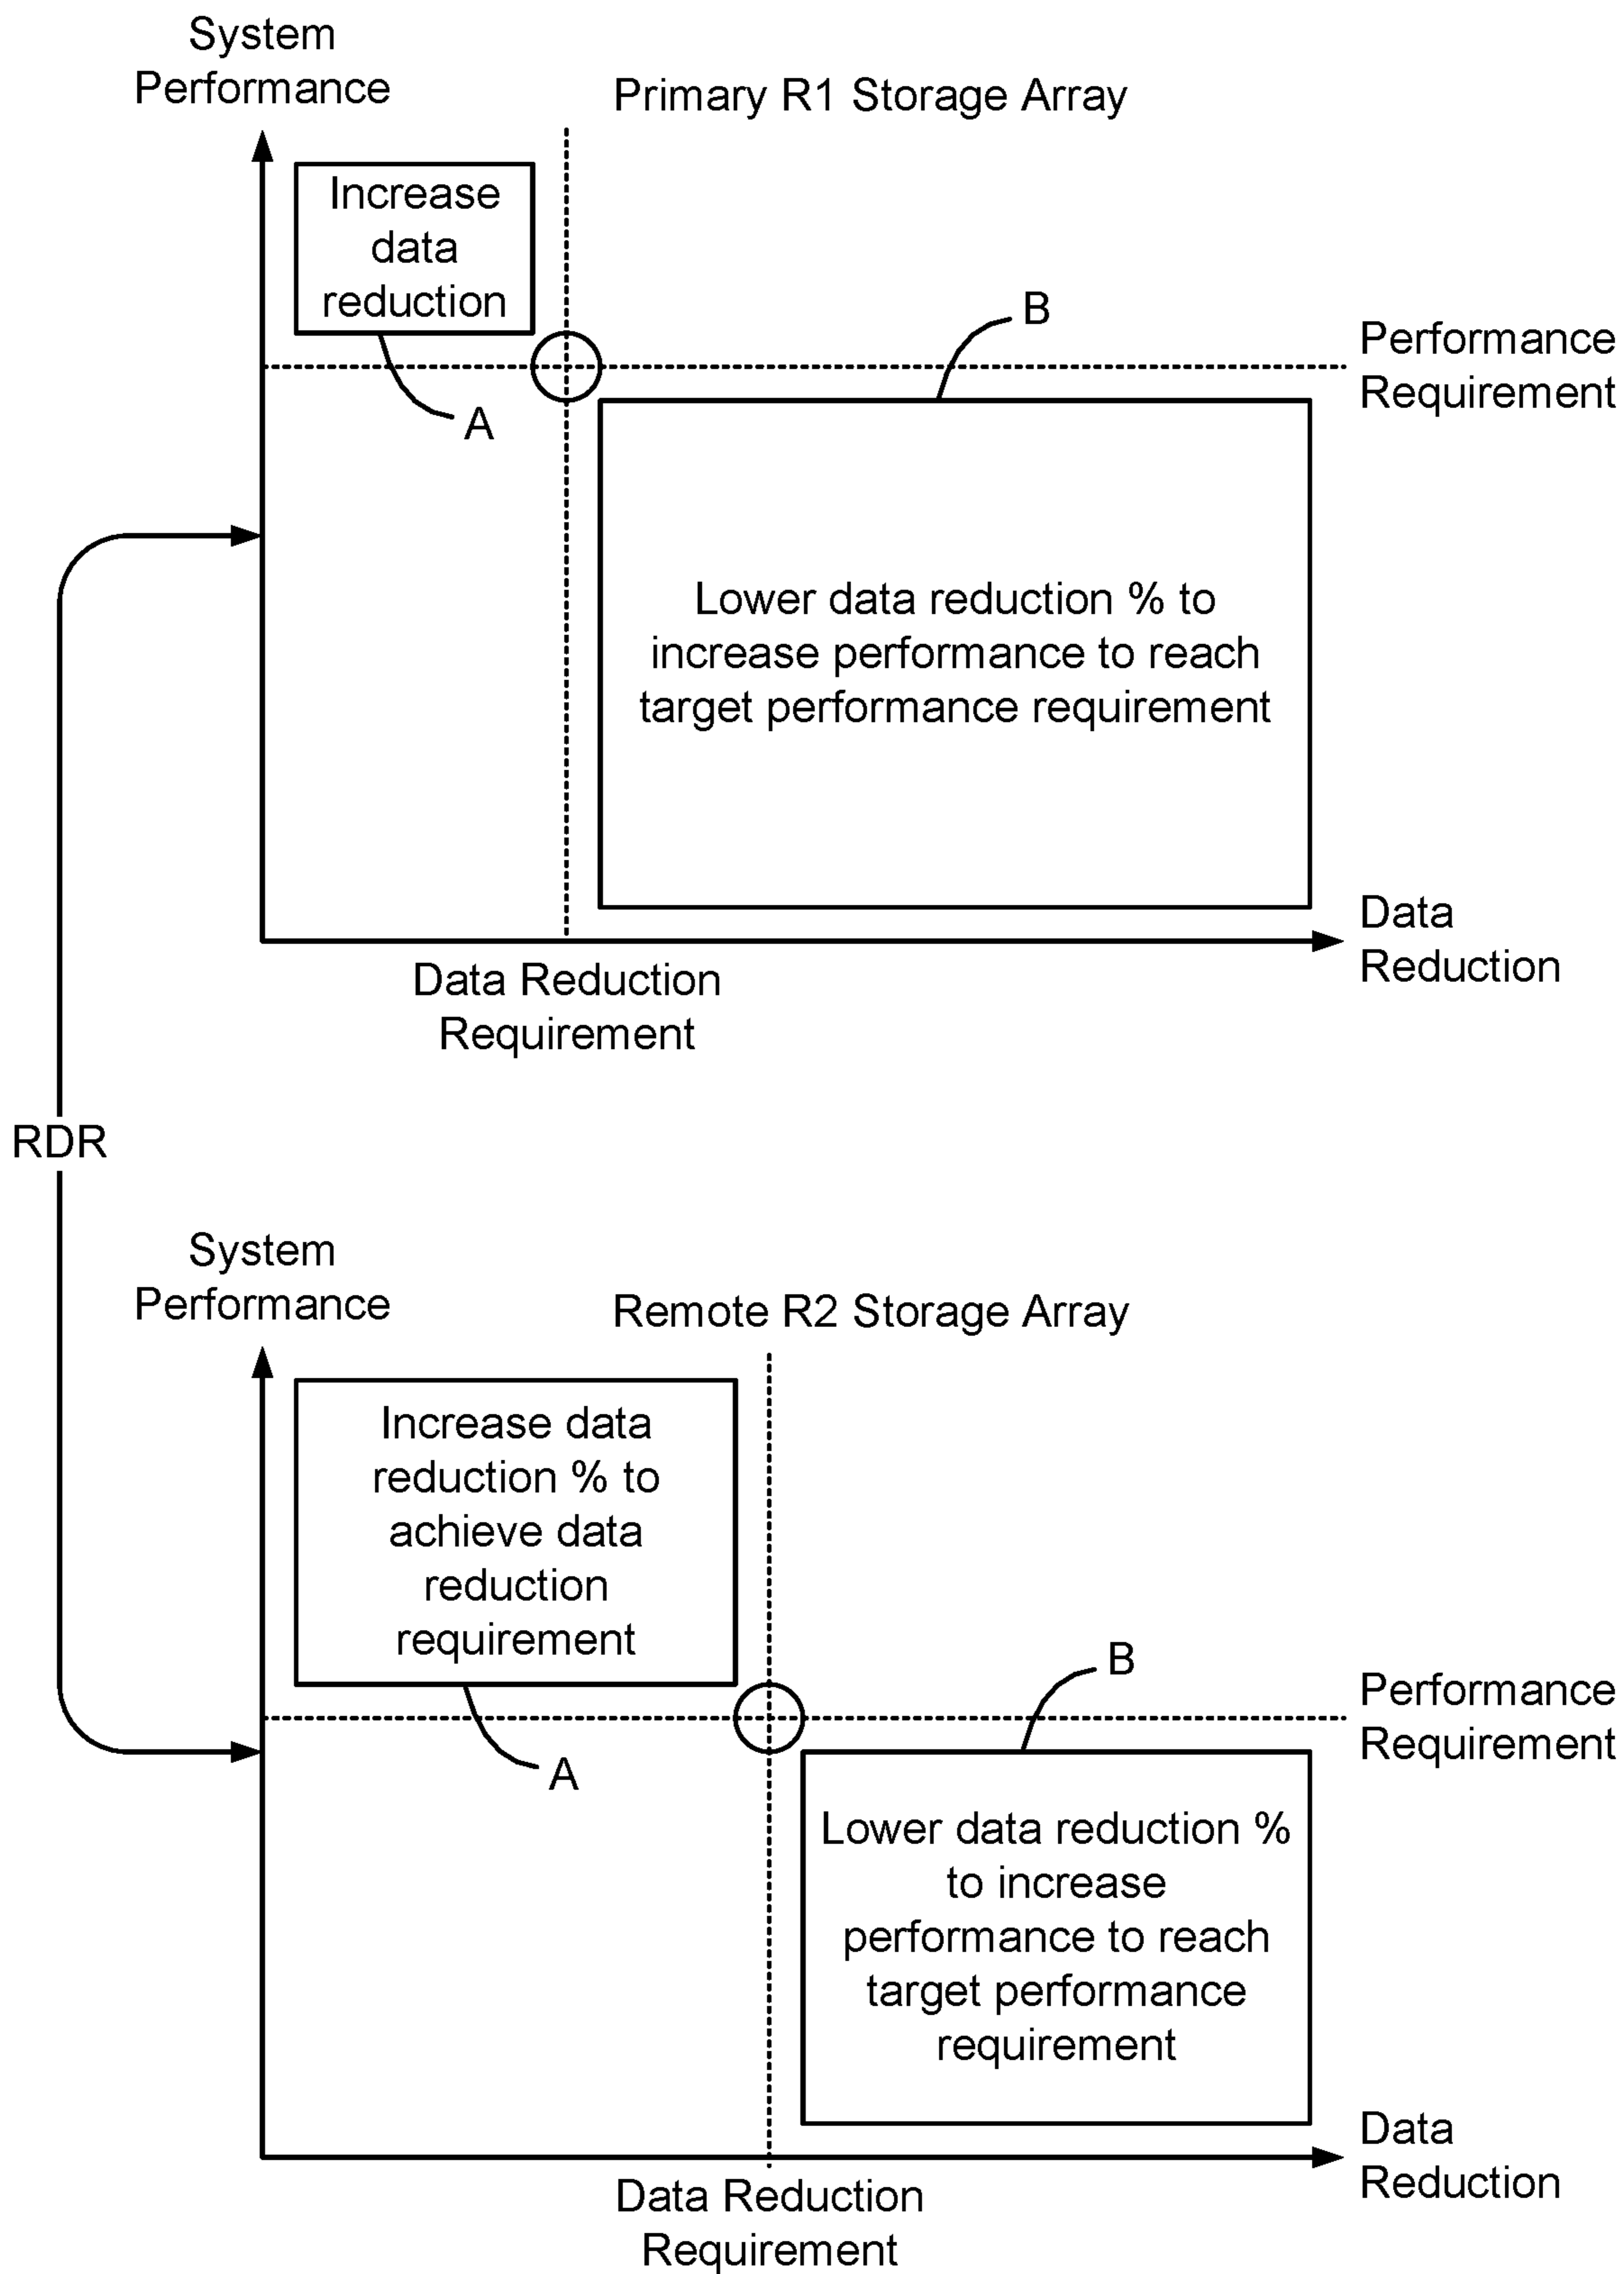 System
Performance
Primary R1 Storage Array
Increase
data
reduction
A
B
Performance
Requirement
Lower data reduction % to
increase performance to reach
target performance requirement
Data
Reduction
Data Reduction
Requirement
RDR
System
Performance
Remote R2 Storage Array
Increase data
reduction % to
achieve data
reduction
requirement
A
B
Performance
Requirement
Lower data reduction %
to increase
performance to reach
target performance
requirement
Data
Reduction
Data Reduction
Requirement